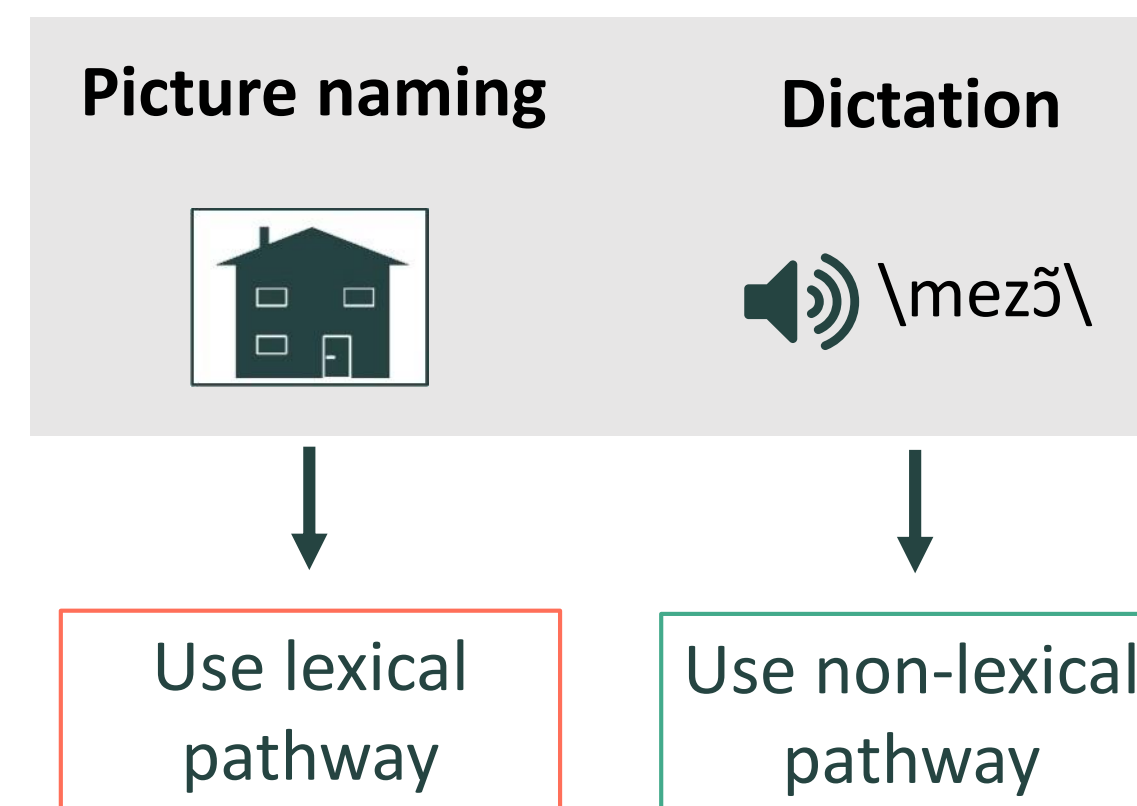 Picture naming
Dictation
\mezɔ̃\
Use lexical
pathway
Use non-lexical
pathway